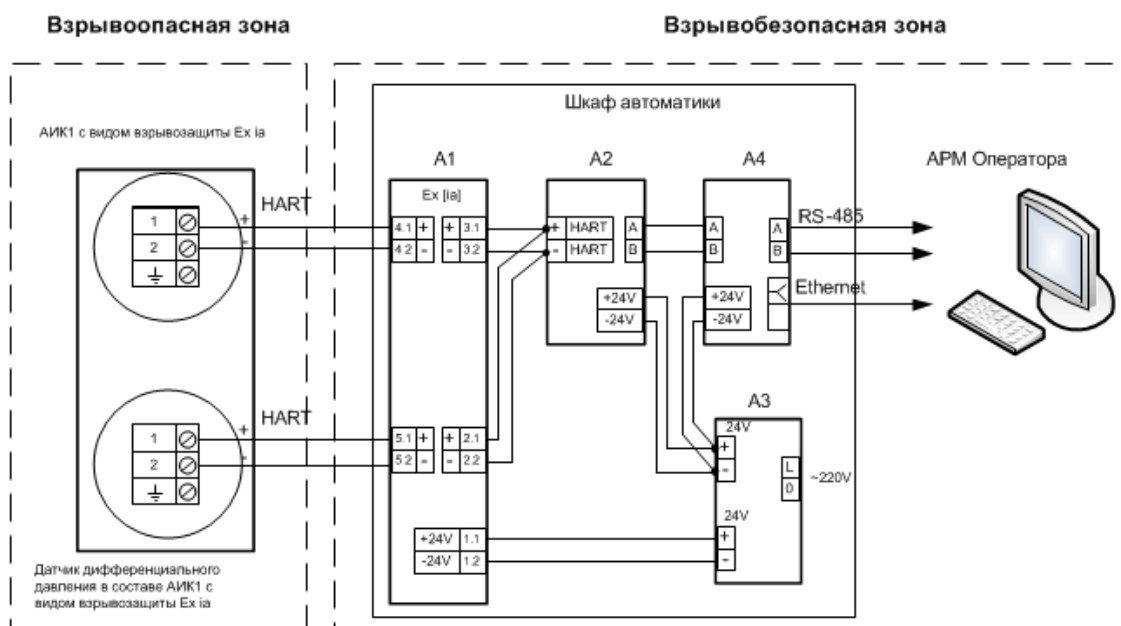 Взрывоопасная зона
Взрывобезопасная зона
Шкаф автоматики
АИК1 с видом взрывозащиты Ex ia
A1
A2
A4
АРМ Оператора
Ex [ia]
HART
1
2
+
-
4.1 + + 3.1
4.2 - - 3.2
+ HART A
- HART B
+24V
-24V
A A
B B
+24V
-24V
RS-485
Ethernet
A3
24V
+
-
L
0
~220V
24V
+
-
HART
1
2
+
-
5.1 + + 2.1
5.2 - - 2.2
+24V 1.1
-24V 1.2
Датчик дифференциального
давления в составе АИК1 с
видом взрывозащиты Ex ia